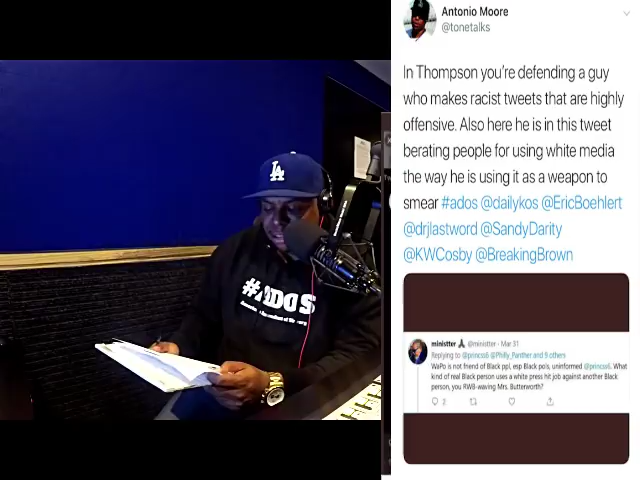 Antonio Moore
@tonetalks
In Thompson you're defending a guy
who makes racist tweets that are highly
offensive. Also here he is in this tweet
berating people for using white media
the way he is using it as a weapon to
smear #ados @dailykos @EricBoehlert
@drjlastword @SandyDarity
@KWCosby @BreakingBrown
ministter @ministter · Mar 31
Replying to @princss6 @Philly_Panther and 9 others
WaPo is not friend of Black ppl, esp Black pols, uninformed @princss6. What
kind of real Black person uses a white press hit job against another Black
person, you RWB-waving Mrs. Butterworth?
2
LA
#ADOS